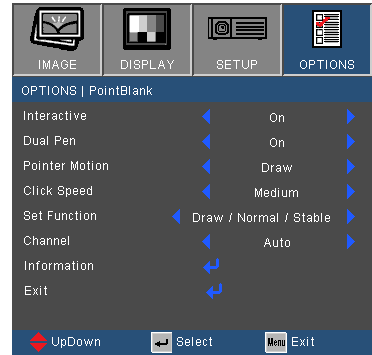 IMAGE DISPLAY SETUP OPTIONS
OPTIONS | PointBlank
Interactive On
Dual Pen On
Pointer Motion Draw
Click Speed Medium
Set Function Draw / Normal / Stable
Channel Auto
Information
Exit
UpDown Select Menu Exit